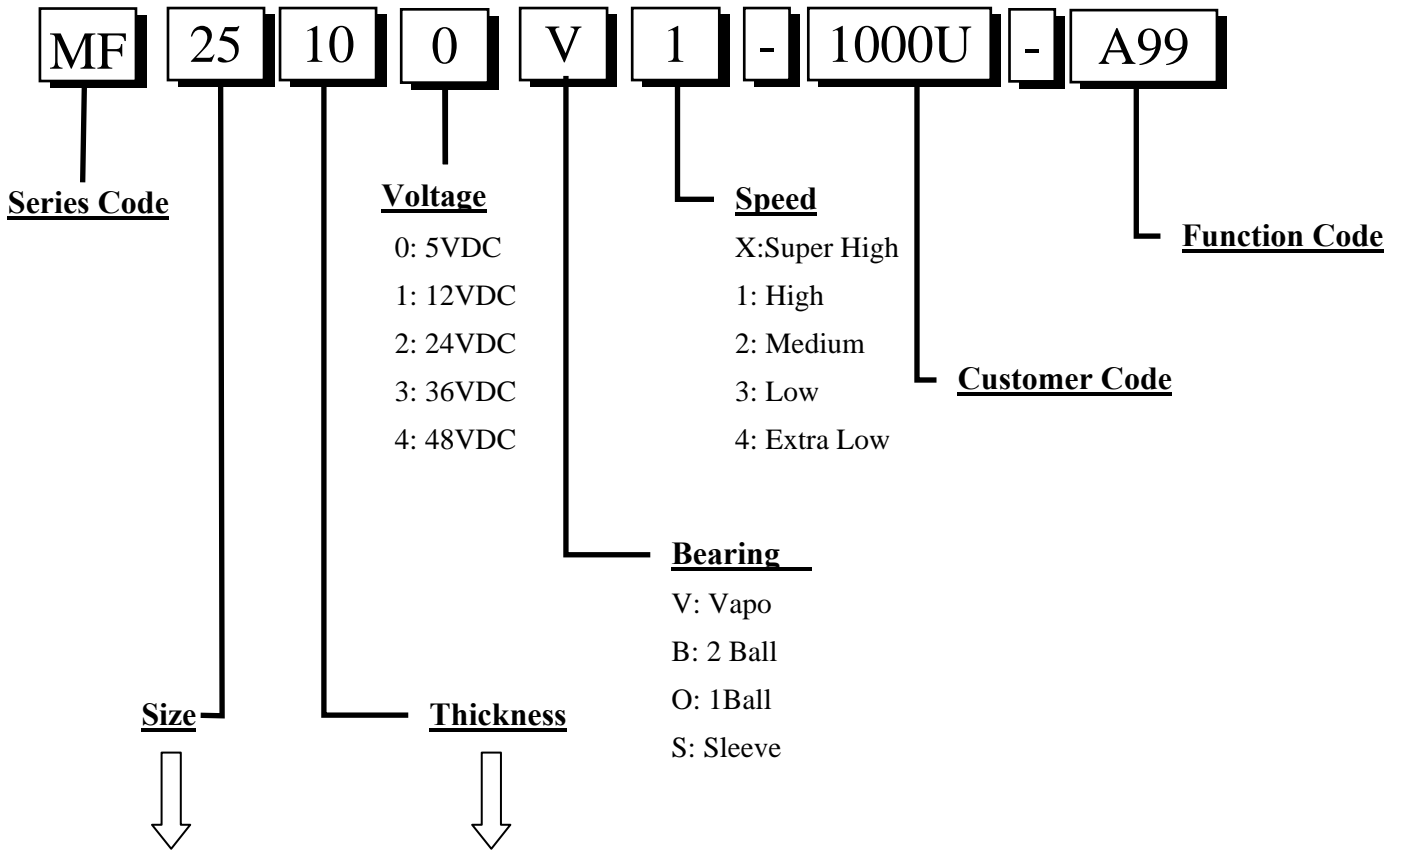 MF 25 10 0 V 1 - 1000U - A99
Series Code
Voltage
0: 5VDC
1: 12VDC
2: 24VDC
3: 36VDC
4: 48VDC
Speed
X:Super High
1: High
2: Medium
3: Low
4: Extra Low
Function Code
Customer Code
Bearing
V: Vapo
B: 2 Ball
O: 1Ball
S: Sleeve
Size
Thickness